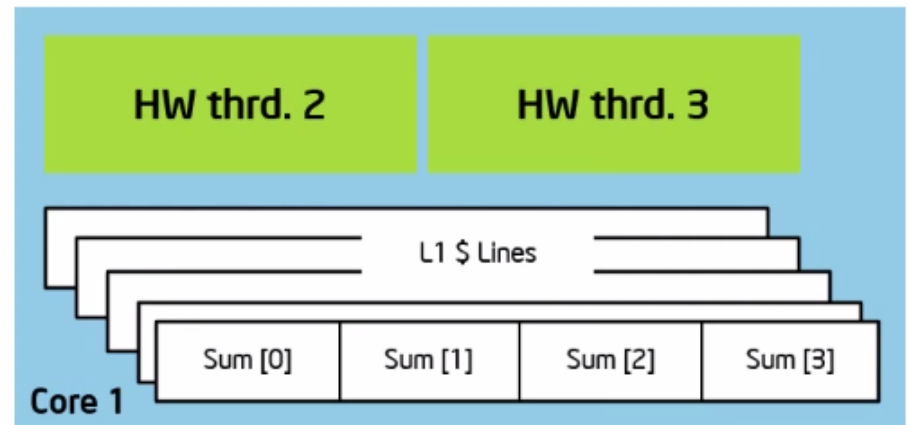 HW thrd. 2
HW thrd. 3
L1 $ Lines
Sum [0]
Sum [1]
Sum [2]
Sum [3]
Core 1